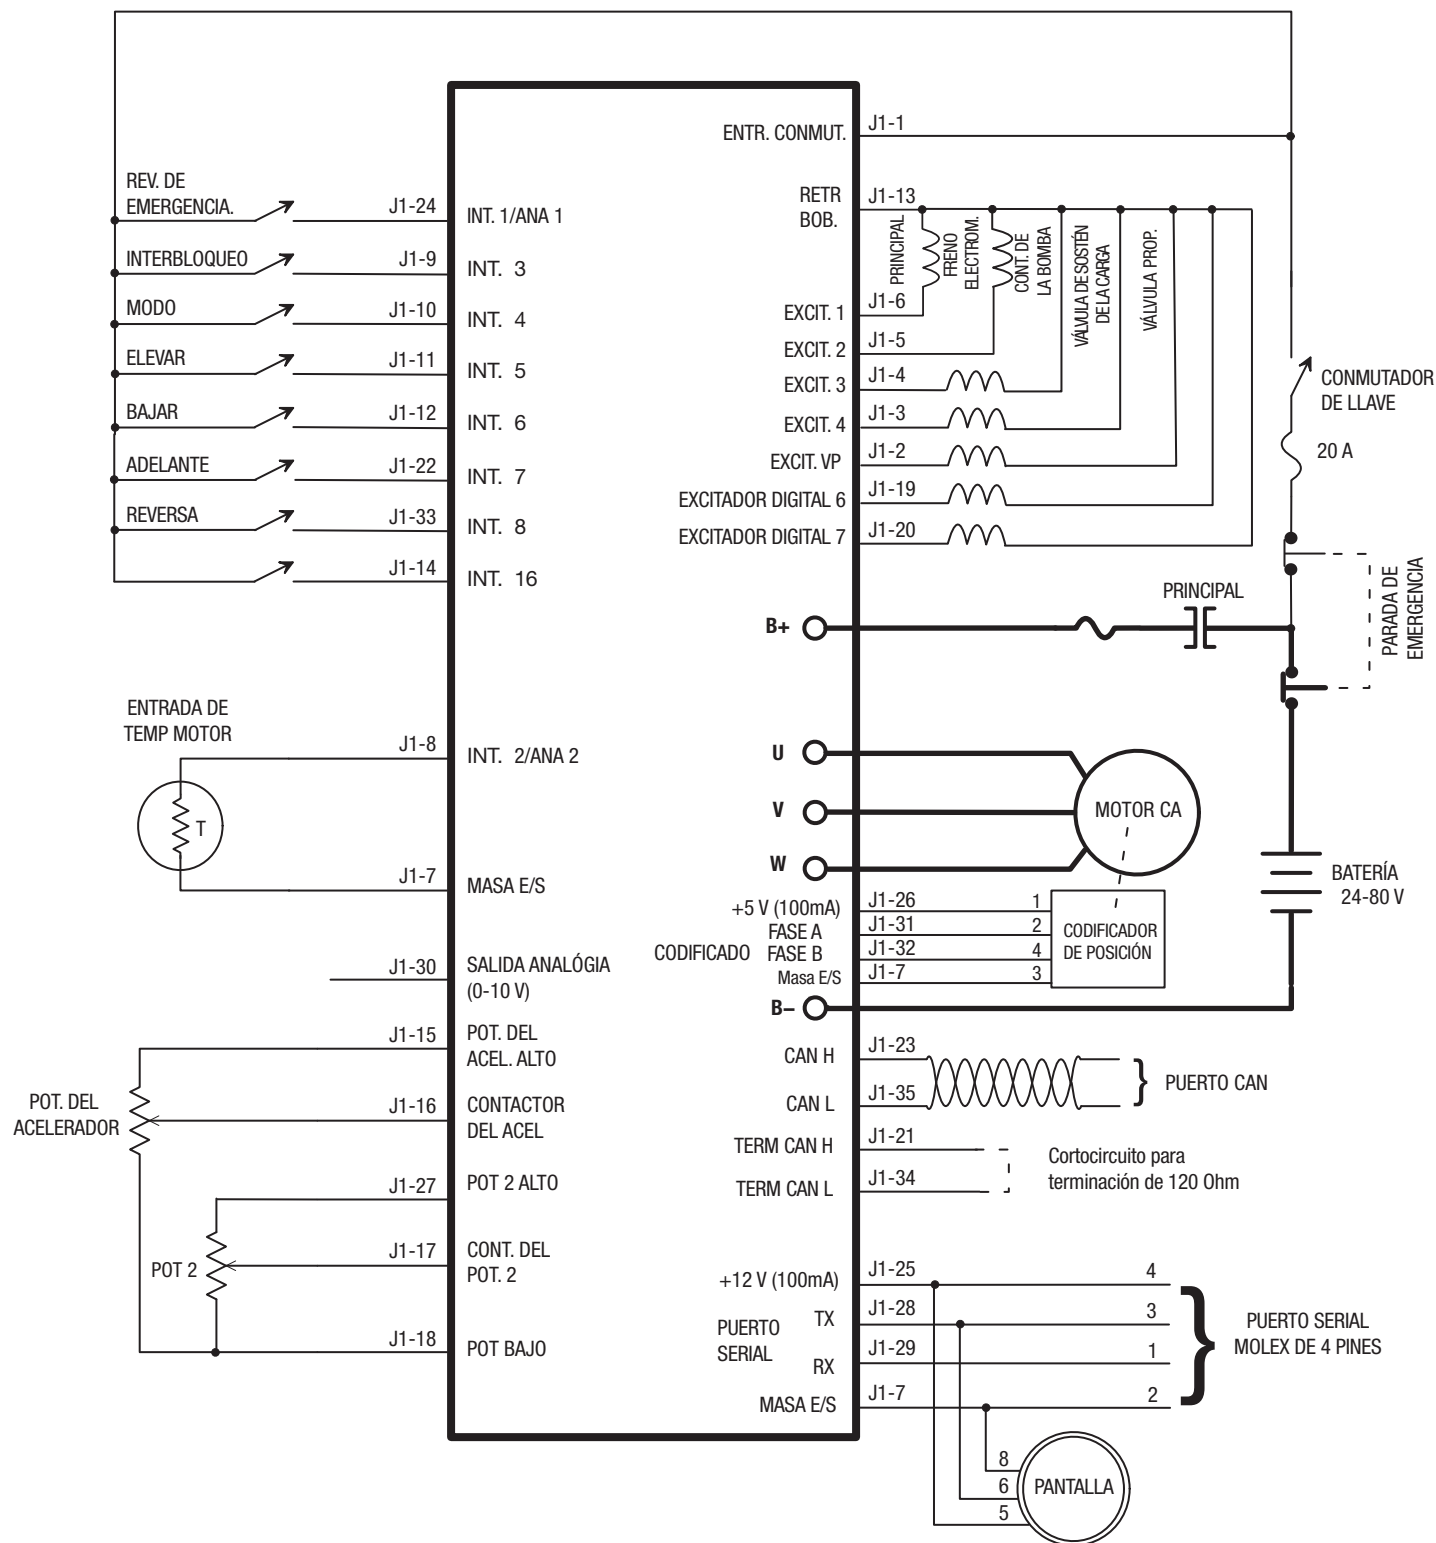 ENTR. CONMUT.
J1-1
REV. DE
EMERGENCIA.
J1-24
INT. 1/ANA 1
INTERBLOQUEO
J1-9
INT. 3
MODO
J1-10
INT. 4
ELEVAR
J1-11
INT. 5
BAJAR
J1-12
INT. 6
ADELANTE
J1-22
INT. 7
REVERSA
J1-33
INT. 8
J1-14
INT. 16
RETR
BOB.
J1-13
PRINCIPAL
FRENO
ELECTROM.
CONT. DE
LA BOMBA
VÁLVULA DE SOSTÉN
DE LA CARGA
VÁLVULA PROP.
EXCIT. 1
J1-6
EXCIT. 2
J1-5
EXCIT. 3
J1-4
EXCIT. 4
J1-3
EXCIT. VP
J1-2
EXCITADOR DIGITAL 6
J1-19
EXCITADOR DIGITAL 7
J1-20
CONMUTADOR
DE LLAVE
20 A
PARADA DE
EMERGENCIA
PRINCIPAL
B+
ENTRADA DE
TEMP MOTOR
J1-8
INT. 2/ANA 2
T
J1-7
MASA E/S
U
V
W
MOTOR CA
BATERÍA
24-80 V
+5 V (100mA)
J1-26
1
FASE A
J1-31
2
CODIFICADO
FASE B
J1-32
4
Masa E/S
J1-7
3
CODIFICADOR
DE POSICIÓN
B–
J1-30
SALIDA ANALÓGIA
(0-10 V)
J1-15
POT. DEL
ACEL. ALTO
POT. DEL
ACELERADOR
J1-16
CONTACTOR
DEL ACEL
J1-27
POT 2 ALTO
POT 2
J1-17
CONT. DEL
POT. 2
J1-18
POT BAJO
CAN H
J1-23
CAN L
J1-35
PUERTO CAN
TERM CAN H
J1-21
TERM CAN L
J1-34
Cortocircuito para
terminación de 120 Ohm
+12 V (100mA)
J1-25
4
TX
J1-28
3
PUERTO
SERIAL
RX
J1-29
1
MASA E/S
J1-7
2
PUERTO SERIAL
MOLEX DE 4 PINES
8
6
5
PANTALLA